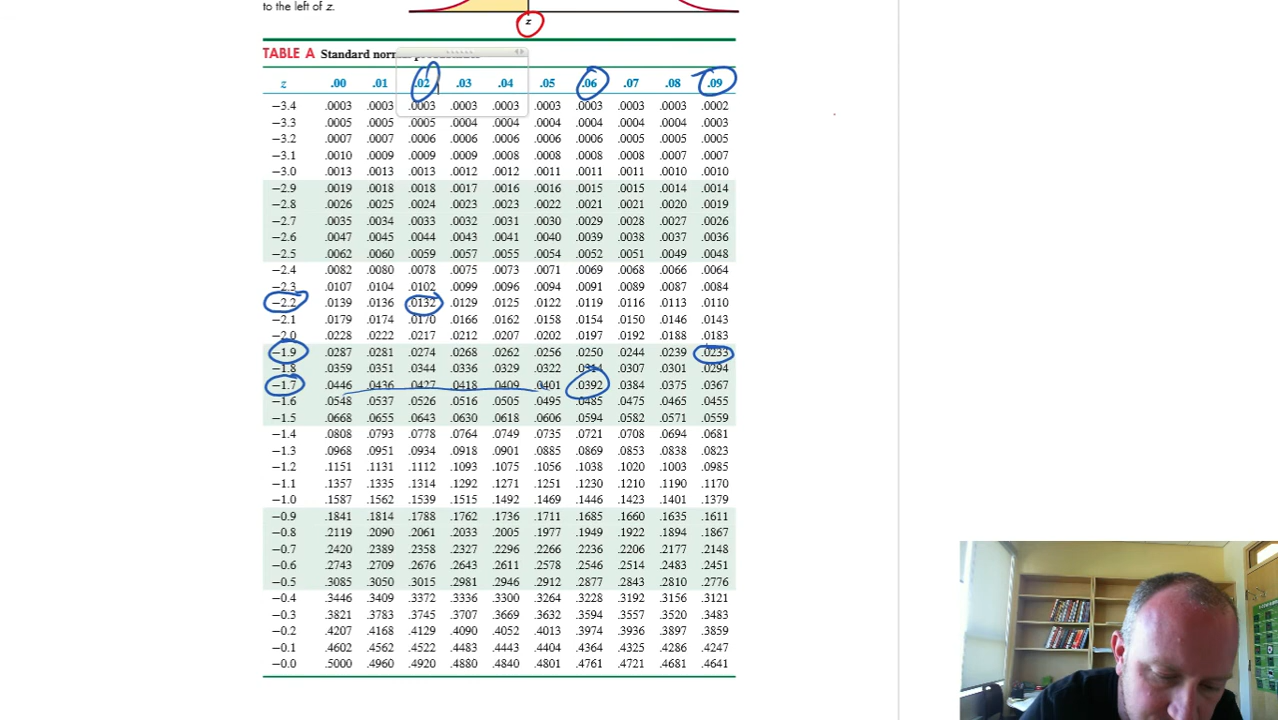 to the left of z.
z
TABLE A Standard normal probabilities
z .00 .01 .02 .03 .04 .05 .06 .07 .08 .09
−3.4 .0003 .0003 .0003 .0003 .0003 .0003 .0003 .0003 .0003 .0002
−3.3 .0005 .0005 .0005 .0004 .0004 .0004 .0004 .0004 .0004 .0003
−3.2 .0007 .0007 .0006 .0006 .0006 .0006 .0006 .0005 .0005 .0005
−3.1 .0010 .0009 .0009 .0009 .0008 .0008 .0008 .0008 .0007 .0007
−3.0 .0013 .0013 .0013 .0012 .0012 .0011 .0011 .0011 .0010 .0010
−2.9 .0019 .0018 .0018 .0017 .0016 .0016 .0015 .0015 .0014 .0014
−2.8 .0026 .0025 .0024 .0023 .0023 .0022 .0021 .0021 .0020 .0019
−2.7 .0035 .0034 .0033 .0032 .0031 .0030 .0029 .0028 .0027 .0026
−2.6 .0047 .0045 .0044 .0043 .0041 .0040 .0039 .0038 .0037 .0036
−2.5 .0062 .0060 .0059 .0057 .0055 .0054 .0052 .0051 .0049 .0048
−2.4 .0082 .0080 .0078 .0075 .0073 .0071 .0069 .0068 .0066 .0064
−2.3 .0107 .0104 .0102 .0099 .0096 .0094 .0091 .0089 .0087 .0084
−2.2 .0139 .0136 .0132 .0129 .0125 .0122 .0119 .0116 .0113 .0110
−2.1 .0179 .0174 .0170 .0166 .0162 .0158 .0154 .0150 .0146 .0143
−2.0 .0228 .0222 .0217 .0212 .0207 .0202 .0197 .0192 .0188 .0183
−1.9 .0287 .0281 .0274 .0268 .0262 .0256 .0250 .0244 .0239 .0233
−1.8 .0359 .0351 .0344 .0336 .0329 .0322 .0314 .0307 .0301 .0294
−1.7 .0446 .0436 .0427 .0418 .0409 .0401 .0392 .0384 .0375 .0367
−1.6 .0548 .0537 .0526 .0516 .0505 .0495 .0485 .0475 .0465 .0455
−1.5 .0668 .0655 .0643 .0630 .0618 .0606 .0594 .0582 .0571 .0559
−1.4 .0808 .0793 .0778 .0764 .0749 .0735 .0721 .0708 .0694 .0681
−1.3 .0968 .0951 .0934 .0918 .0901 .0885 .0869 .0853 .0838 .0823
−1.2 .1151 .1131 .1112 .1093 .1075 .1056 .1038 .1020 .1003 .0985
−1.1 .1357 .1335 .1314 .1292 .1271 .1251 .1230 .1210 .1190 .1170
−1.0 .1587 .1562 .1539 .1515 .1492 .1469 .1446 .1423 .1401 .1379
−0.9 .1841 .1814 .1788 .1762 .1736 .1711 .1685 .1660 .1635 .1611
−0.8 .2119 .2090 .2061 .2033 .2005 .1977 .1949 .1922 .1894 .1867
−0.7 .2420 .2389 .2358 .2327 .2296 .2266 .2236 .2206 .2177 .2148
−0.6 .2743 .2709 .2676 .2643 .2611 .2578 .2546 .2514 .2483 .2451
−0.5 .3085 .3050 .3015 .2981 .2946 .2912 .2877 .2843 .2810 .2776
−0.4 .3446 .3409 .3372 .3336 .3300 .3264 .3228 .3192 .3156 .3121
−0.3 .3821 .3783 .3745 .3707 .3669 .3632 .3594 .3557 .3520 .3483
−0.2 .4207 .4168 .4129 .4090 .4052 .4013 .3974 .3936 .3897 .3859
−0.1 .4602 .4562 .4522 .4483 .4443 .4404 .4364 .4325 .4286 .4247
−0.0 .5000 .4960 .4920 .4880 .4840 .4801 .4761 .4721 .4681 .4641